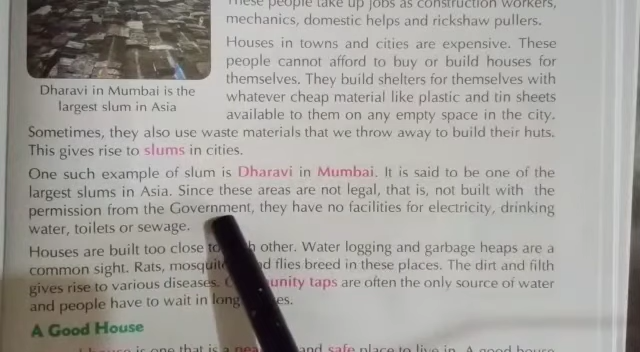 These people take up jobs as construction workers,
mechanics, domestic helps and rickshaw pullers.
Houses in towns and cities are expensive. These
people cannot afford to buy or build houses for
themselves. They build shelters for themselves with
whatever cheap material like plastic and tin sheets
available to them on any empty space in the city.
Dharavi in Mumbai is the
largest slum in Asia
Sometimes, they also use waste materials that we throw away to build their huts.
This gives rise to slums in cities.
One such example of slum is Dharavi in Mumbai. It is said to be one of the
largest slums in Asia. Since these areas are not legal, that is, not built with the
permission from the Government, they have no facilities for electricity, drinking
water, toilets or sewage.
Houses are built too close to other. Water logging and garbage heaps are a
common sight. Rats, and flies breed in these places. The dirt and filth
gives rise to various diseases. taps are often the only source of water
and people have to wait in long
A Good House
is one that is a and safe place to live in. A good house